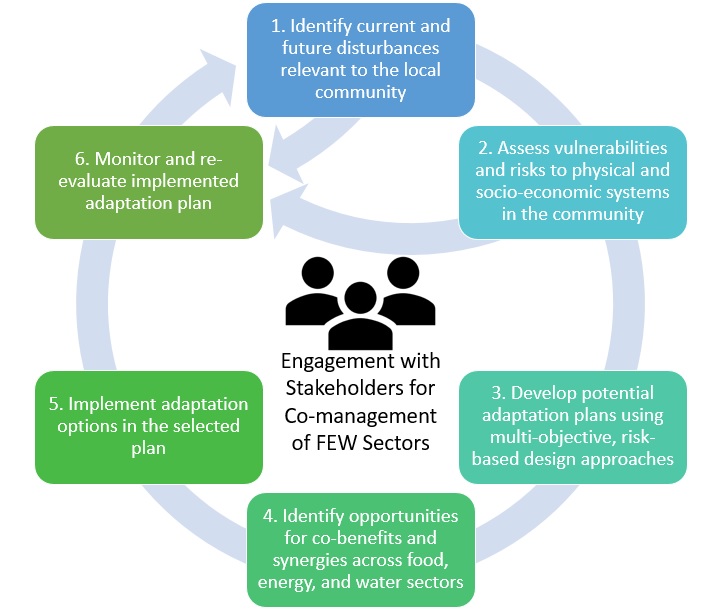 1. Identify current and
future disturbances
relevant to the local
community
2. Assess vulnerabilities
and risks to physical and
socio-economic systems
in the community
3. Develop potential
adaptation plans using
multi-objective, risk-
based design approaches
4. Identify opportunities
for co-benefits and
synergies across food,
energy, and water sectors
5. Implement adaptation
options in the selected
plan
6. Monitor and re-
evaluate implemented
adaptation plan
Engagement with
Stakeholders for
Co-management
of FEW Sectors